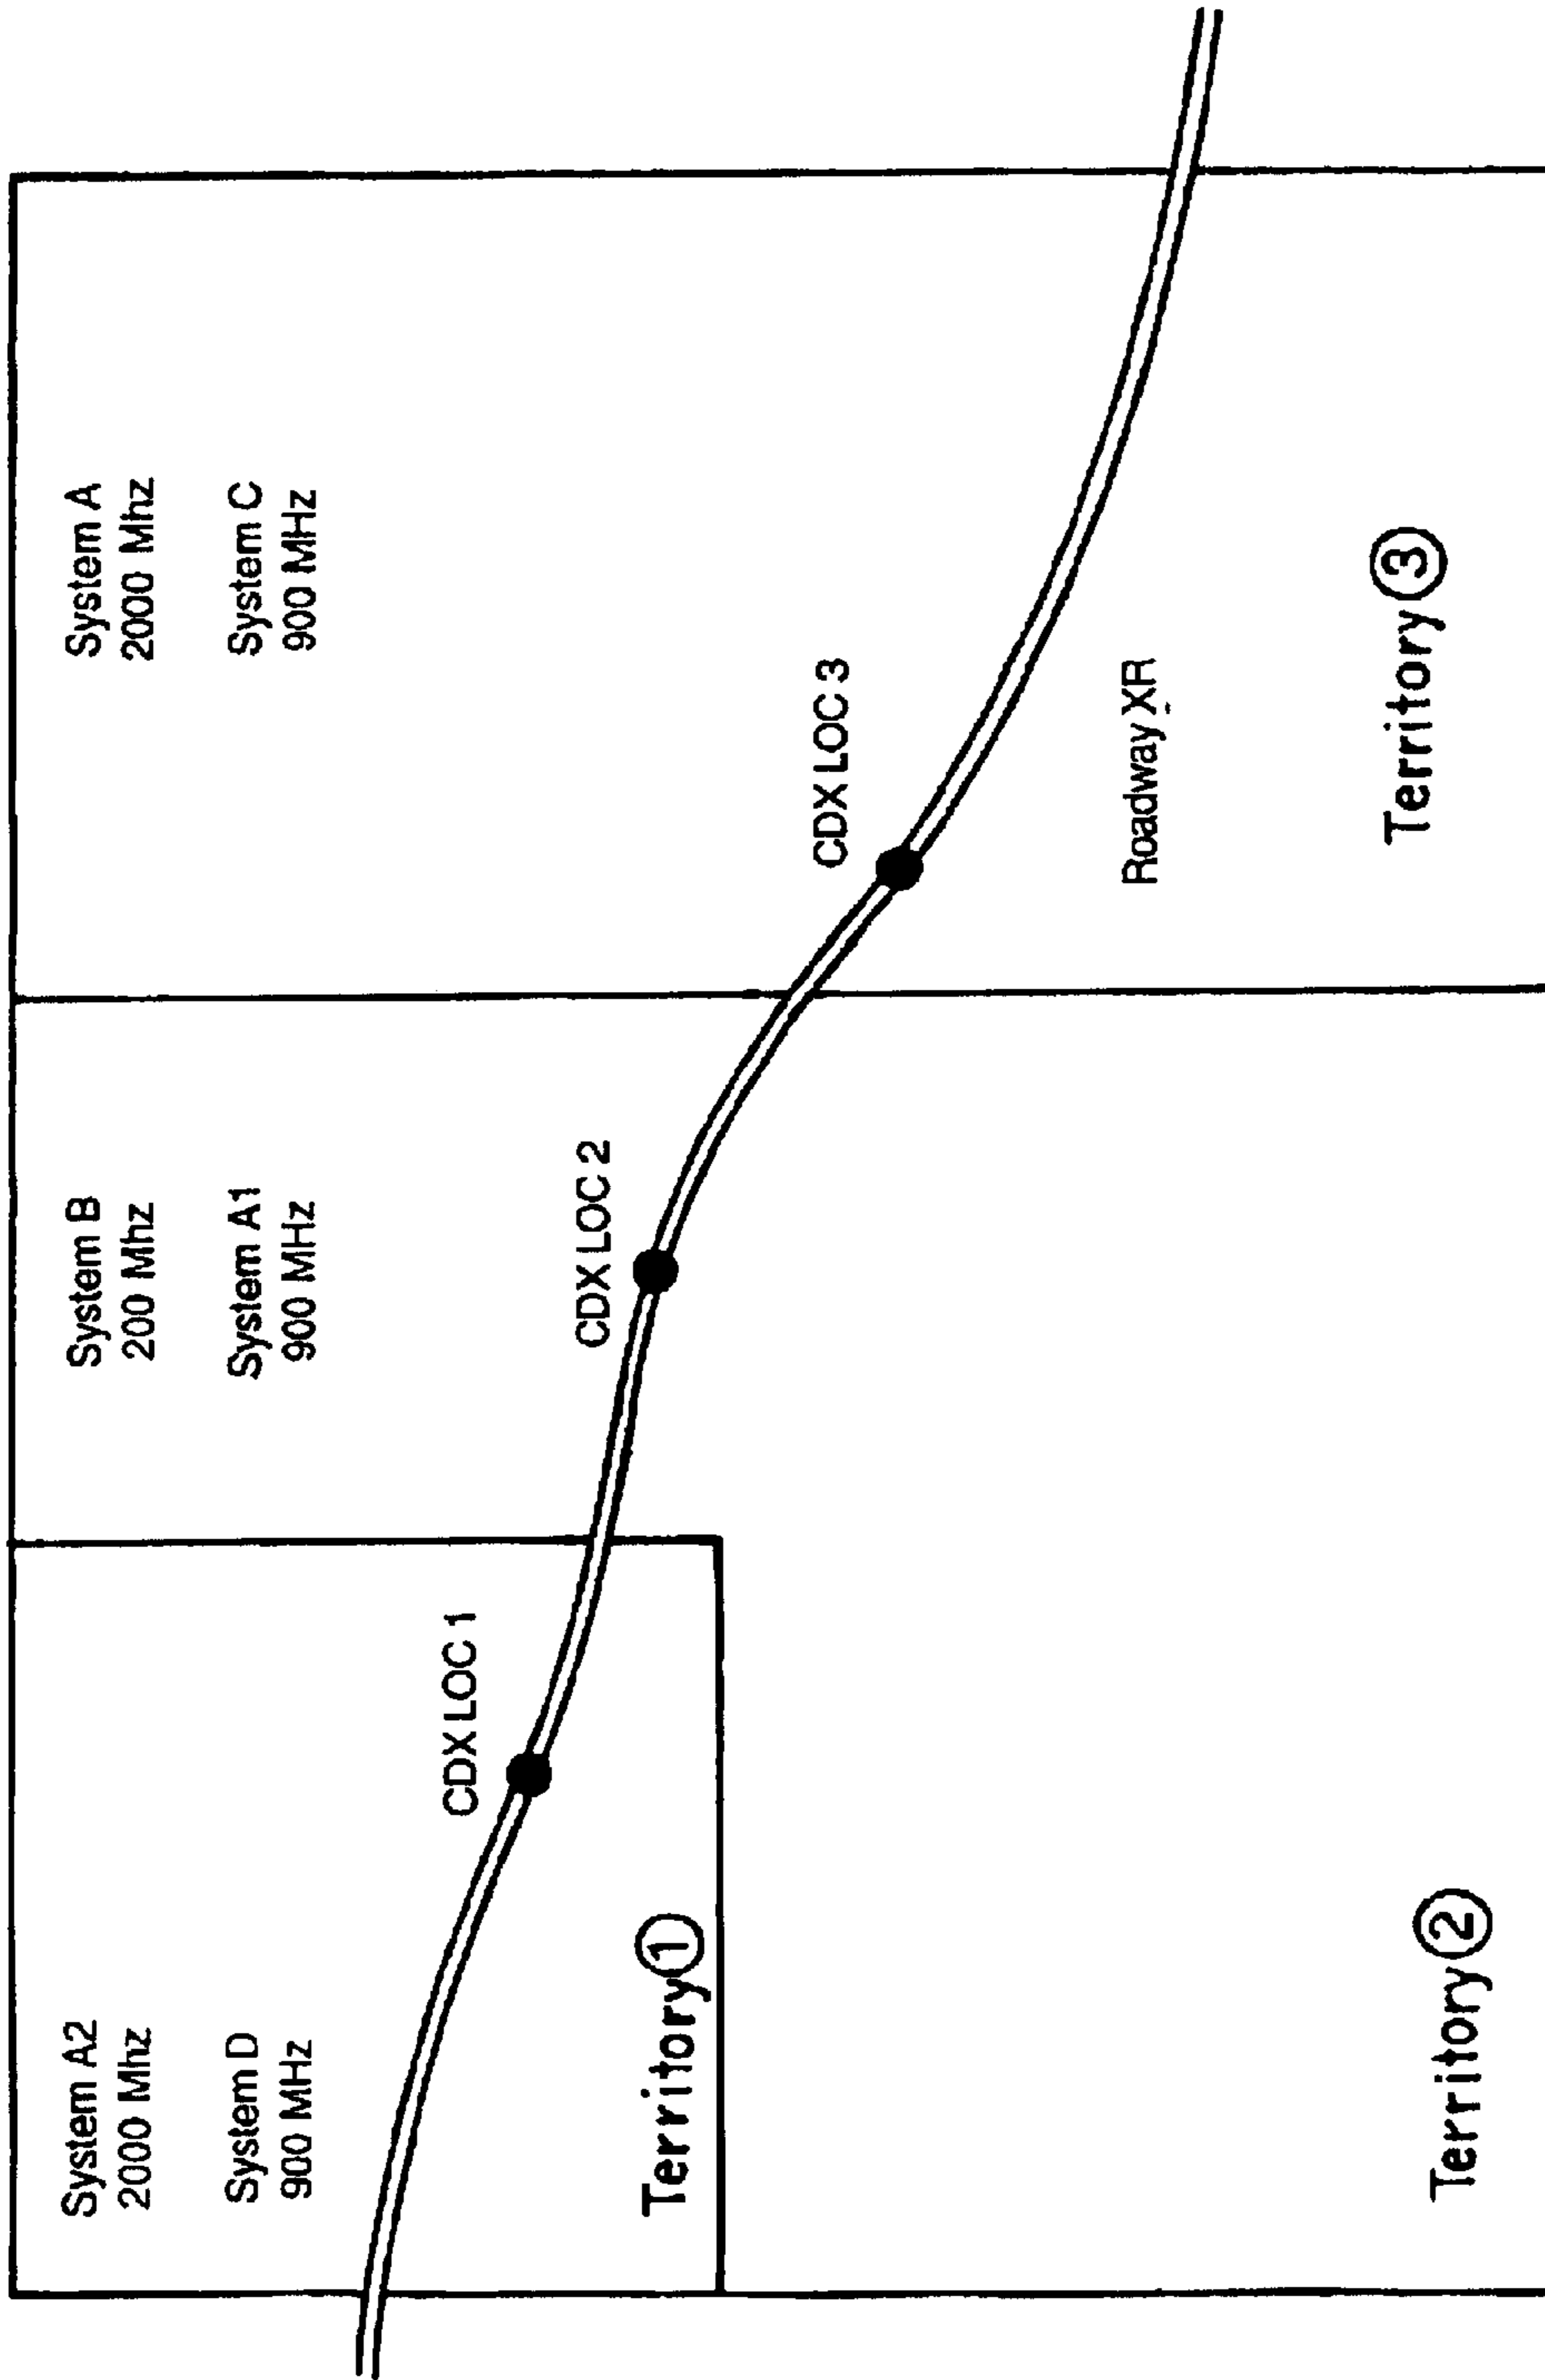 System A2
2000 Mhz
System D
900 MHz
CDX LOC 1
Territory 1
System B
200 Mhz
System A1
900 MHz
CDX LOC 2
Territory 2
System A
2000 Mhz
System C
900 MHz
CDX LOC 3
Roadway XR
Territory 3